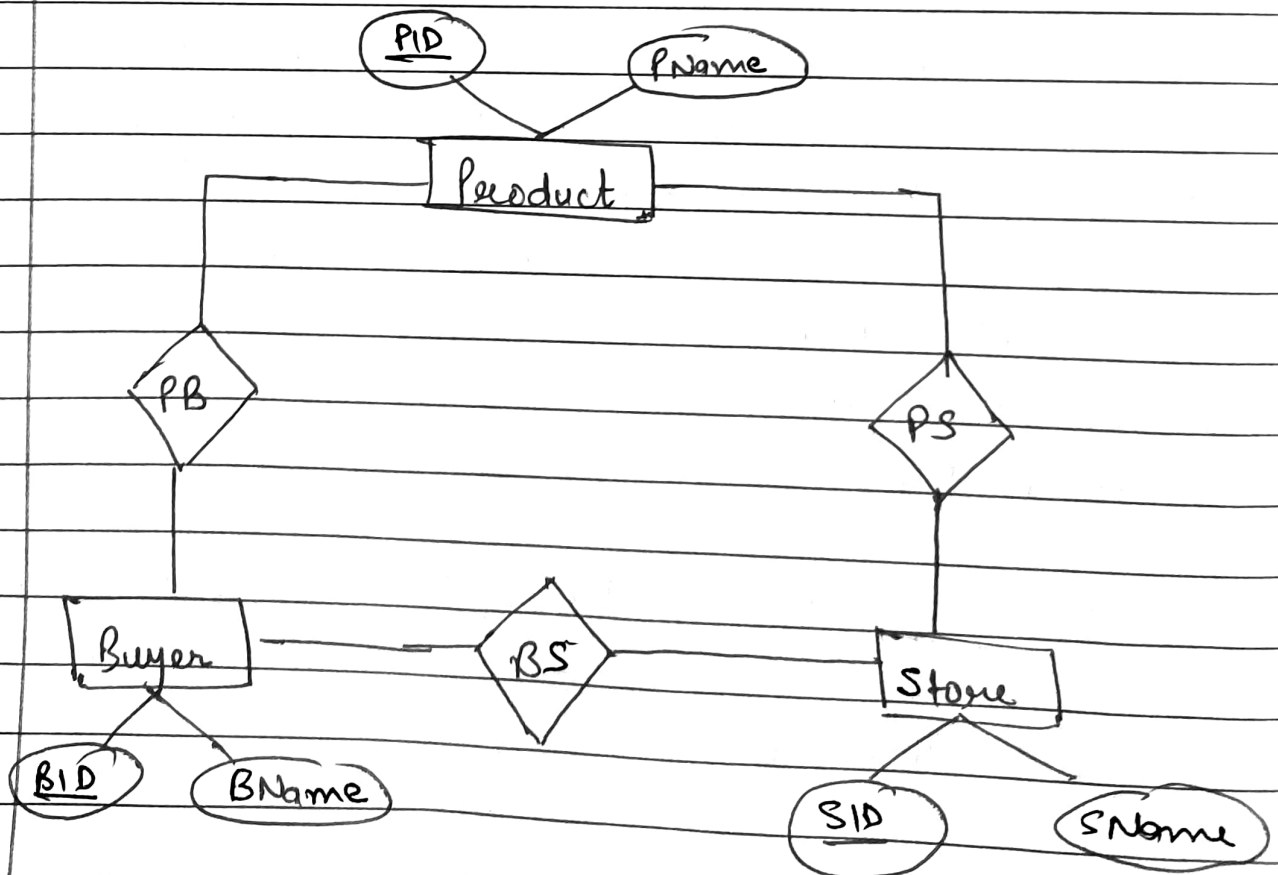 PID
PName
Product
PB
PS
Buyer
BS
Store
BID
BName
SID
SName